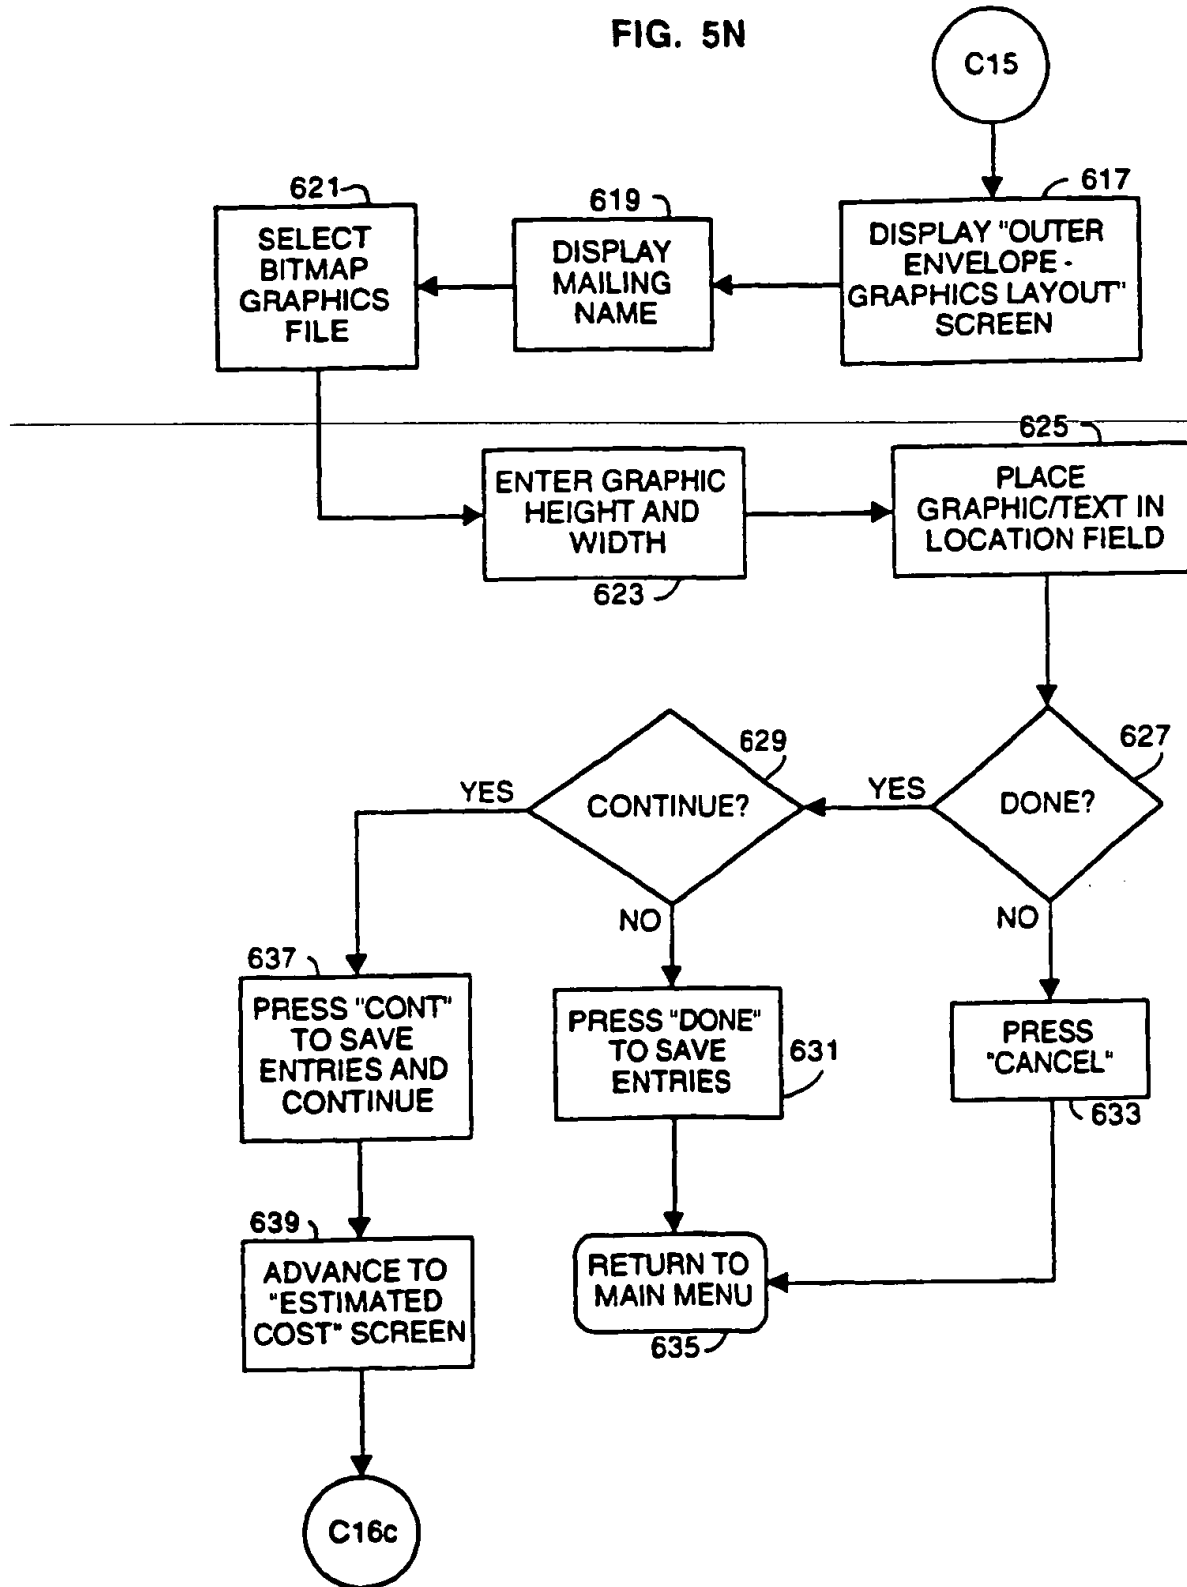 FIG. 5N
C15
617
DISPLAY "OUTER
ENVELOPE -
GRAPHICS LAYOUT"
SCREEN
619
DISPLAY
MAILING
NAME
621
SELECT
BITMAP
GRAPHICS
FILE
ENTER GRAPHIC
HEIGHT AND
WIDTH
623
625
PLACE
GRAPHIC/TEXT IN
LOCATION FIELD
627
DONE?
YES
NO
629
CONTINUE?
YES
NO
637
PRESS "CONT"
TO SAVE
ENTRIES AND
CONTINUE
PRESS "DONE"
TO SAVE
ENTRIES
631
PRESS
"CANCEL"
633
639
ADVANCE TO
"ESTIMATED
COST" SCREEN
RETURN TO
MAIN MENU
635
C16c